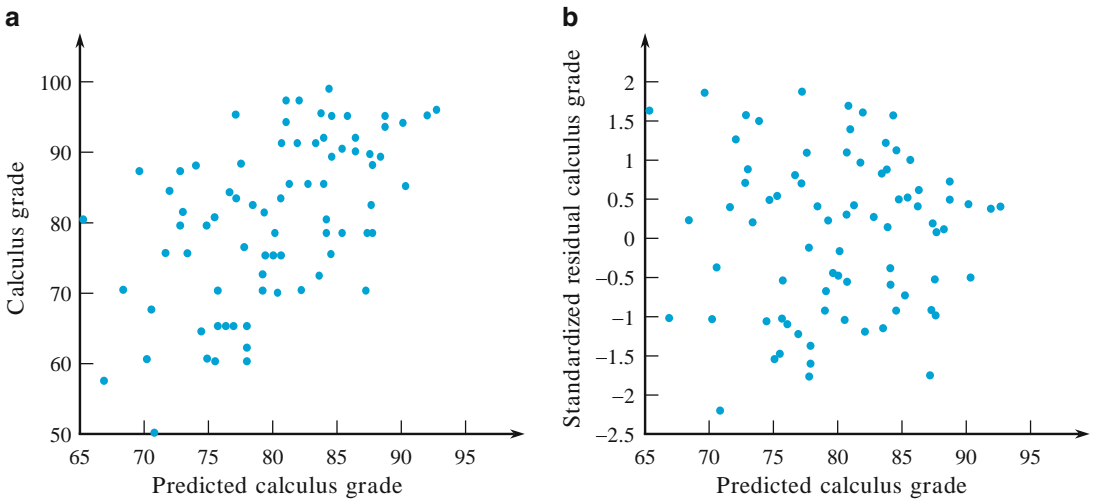 a
Calculus grade
100
90
80
70
60
50
65 70 75 80 85 90 95
Predicted calculus grade
b
Standardized residual calculus grade
2
1.5
1
0.5
0
−0.5
−1
−1.5
−2
−2.5
65 70 75 80 85 90 95
Predicted calculus grade